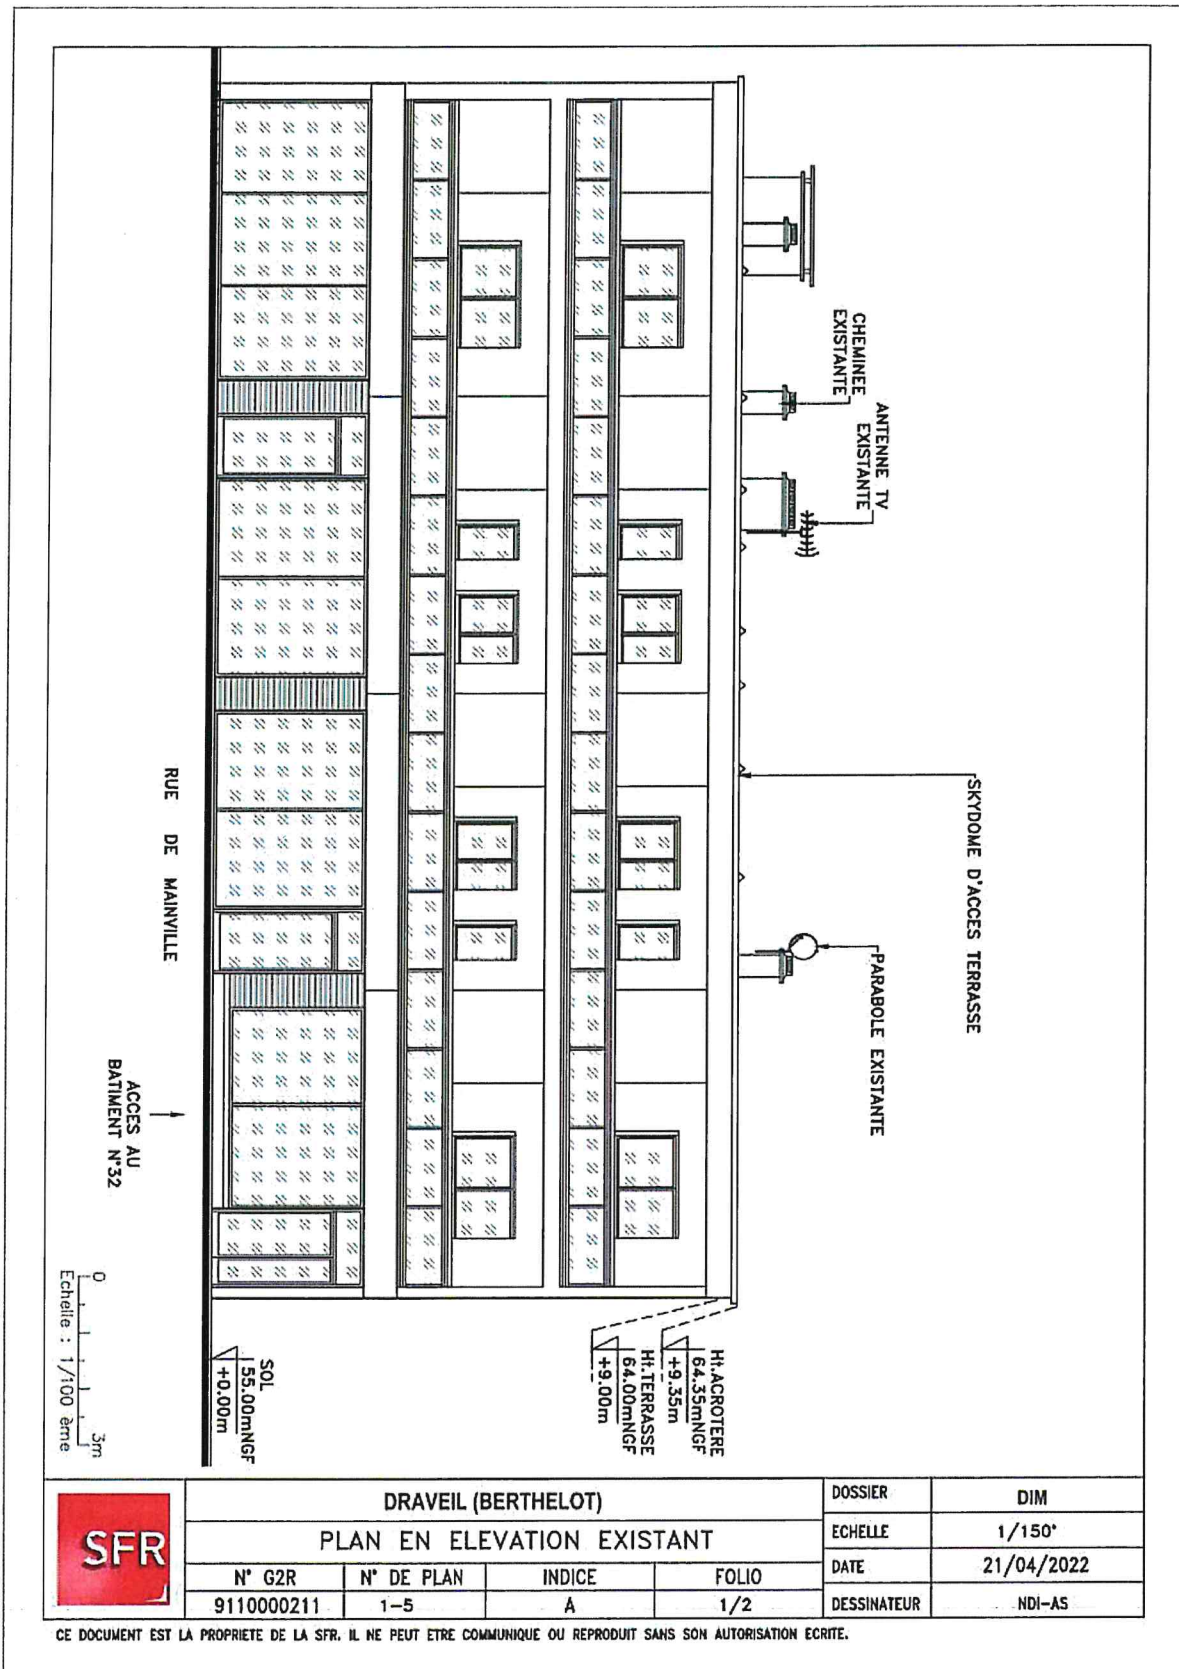 CHEMINEE
EXISTANTE
ANTENNE TV
EXISTANTE
SKYDOME D'ACCES TERRASSE
PARABOLE EXISTANTE
RUE DE MAINVILLE
ACCES AU
BATIMENT N°32
Ht.ACROTERE
64.35mNGF
+9.35m
Ht.TERRASSE
64.00mNGF
+9.00m
SOL
55.00mNGF
+0.00m
0 3m
Echelle : 1/100 ème
SFR
DRAVEIL (BERTHELOT)
PLAN EN ELEVATION EXISTANT
N° G2R N° DE PLAN INDICE FOLIO
9110000211 1-5 A 1/2
DOSSIER DIM
ECHELLE 1/150°
DATE 21/04/2022
DESSINATEUR NDI-AS
CE DOCUMENT EST LA PROPRIETE DE LA SFR. IL NE PEUT ETRE COMMUNIQUE OU REPRODUIT SANS SON AUTORISATION ECRITE.